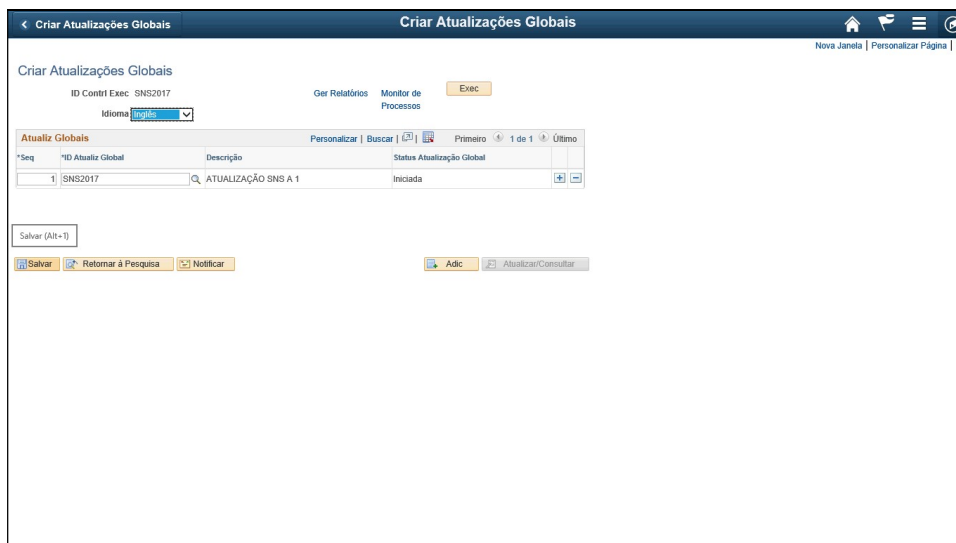 Criar Atualizações Globais
Criar Atualizações Globais
Nova Janela | Personalizar Página |
Criar Atualizações Globais
ID Contrl Exec SNS2017 Ger Relatórios Monitor de Processos Exec
Idioma: Inglês
Atualiz Globais Personalizar | Buscar | | Primeiro 1 de 1 Último
*Seq *ID Atualiz Global Descrição Status Atualização Global
1 SNS2017 ATUALIZAÇÃO SNS A 1 Iniciada + -
Salvar (Alt+1)
Salvar Retornar à Pesquisa Notificar Adic Atualizar/Consultar